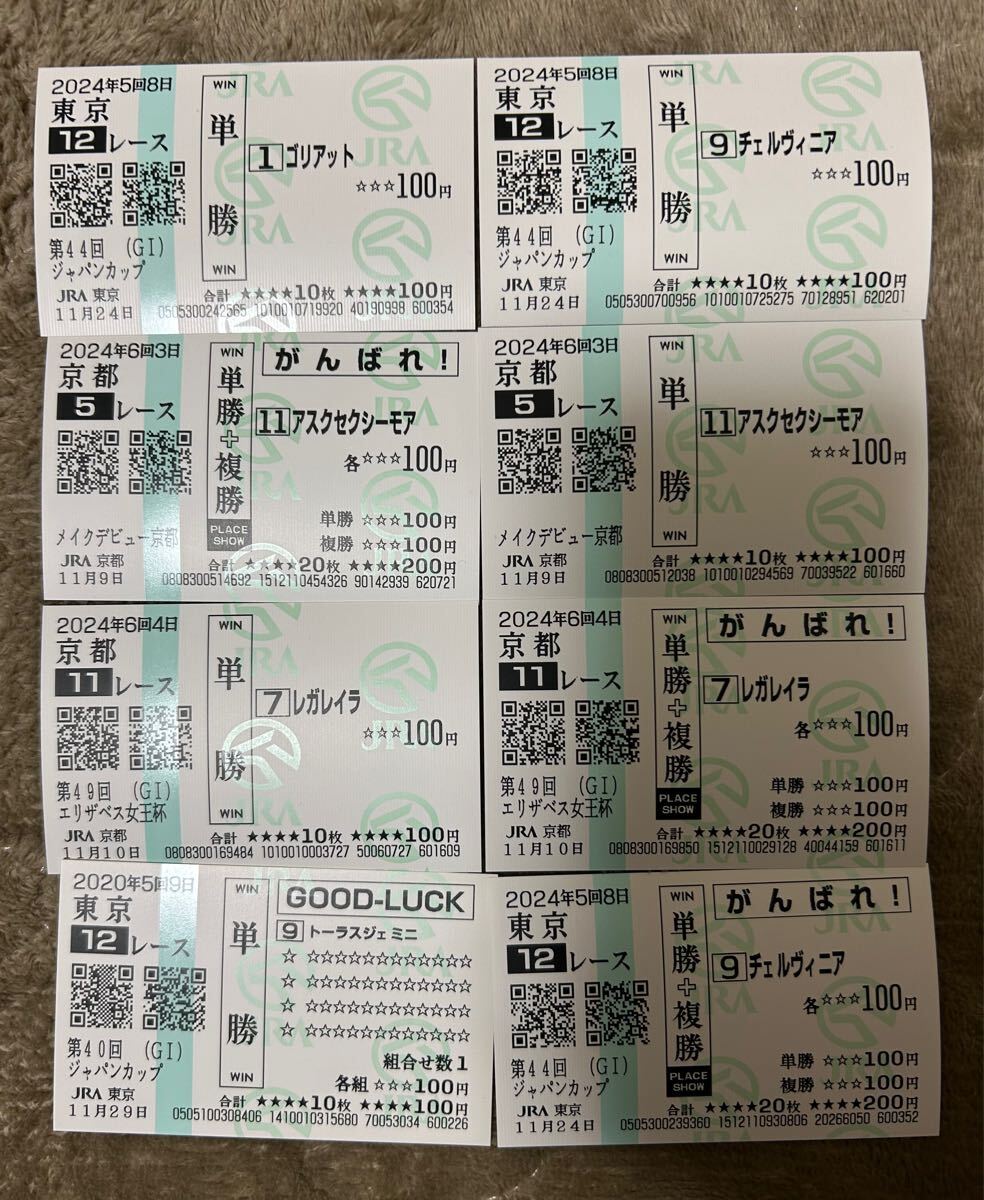 2024年5回8日
東京
12レース
第44回 (GI)
ジャパンカップ
JRA 東京
11月24日
WIN
単勝
WIN
1 ゴリアット
☆☆☆100円
合計 ★★★★10枚 ★★★★100円
0505300242565 1010010719920 40190998 600354
JRA
2024年5回8日
東京
12レース
第44回 (GI)
ジャパンカップ
JRA 東京
11月24日
WIN
単勝
WIN
9 チェルヴィニア
☆☆☆100円
合計 ★★★★10枚 ★★★★100円
0505300700956 1010010725275 70128951 620201
2024年6回3日
京都
5レース
メイクデビュー京都
JRA 京都
11月9日
WIN
単勝+複勝
PLACE
SHOW
がんばれ!
11 アスクセクシーモア
各☆☆☆100円
単勝 ☆☆☆100円
複勝 ☆☆☆100円
合計 ★★★★20枚 ★★★★200円
0808300514692 1512110454326 90142939 620721
2024年6回3日
京都
5レース
メイクデビュー京都
JRA 京都
11月9日
WIN
単勝
WIN
11 アスクセクシーモア
☆☆☆100円
合計 ★★★★10枚 ★★★★100円
0808300512038 1010010294569 70039522 601660
2024年6回4日
京都
11レース
第49回 (GI)
エリザベス女王杯
JRA 京都
11月10日
WIN
単勝
WIN
7 レガレイラ
☆☆☆100円
合計 ★★★★10枚 ★★★★100円
0808300169484 1010010003727 50060727 601609
2024年6回4日
京都
11レース
第49回 (GI)
エリザベス女王杯
JRA 京都
11月10日
WIN
単勝+複勝
PLACE
SHOW
がんばれ!
7 レガレイラ
各☆☆☆100円
単勝 ☆☆☆100円
複勝 ☆☆☆100円
合計 ★★★★20枚 ★★★★200円
0808300169850 1512110029128 40044159 601611
2020年5回9日
東京
12レース
第40回 (GI)
ジャパンカップ
JRA 東京
11月29日
WIN
単勝
WIN
GOOD-LUCK
9 トーラスジェミニ
☆ ☆☆☆☆☆☆☆☆☆☆☆☆
☆ ☆☆☆☆☆☆☆☆☆☆☆☆
☆ ☆☆☆☆☆☆☆☆☆☆☆☆
☆ ☆☆☆☆☆☆☆☆☆☆☆☆
組合せ数1
各組 ☆☆☆100円
合計 ★★★★10枚 ★★★★100円
0505100308406 1410010315680 70053034 600226
2024年5回8日
東京
12レース
第44回 (GI)
ジャパンカップ
JRA 東京
11月24日
WIN
単勝+複勝
PLACE
SHOW
がんばれ!
9 チェルヴィニア
各☆☆☆100円
単勝 ☆☆☆100円
複勝 ☆☆☆100円
合計 ★★★★20枚 ★★★★200円
0505300239360 1512110930806 20266050 600352